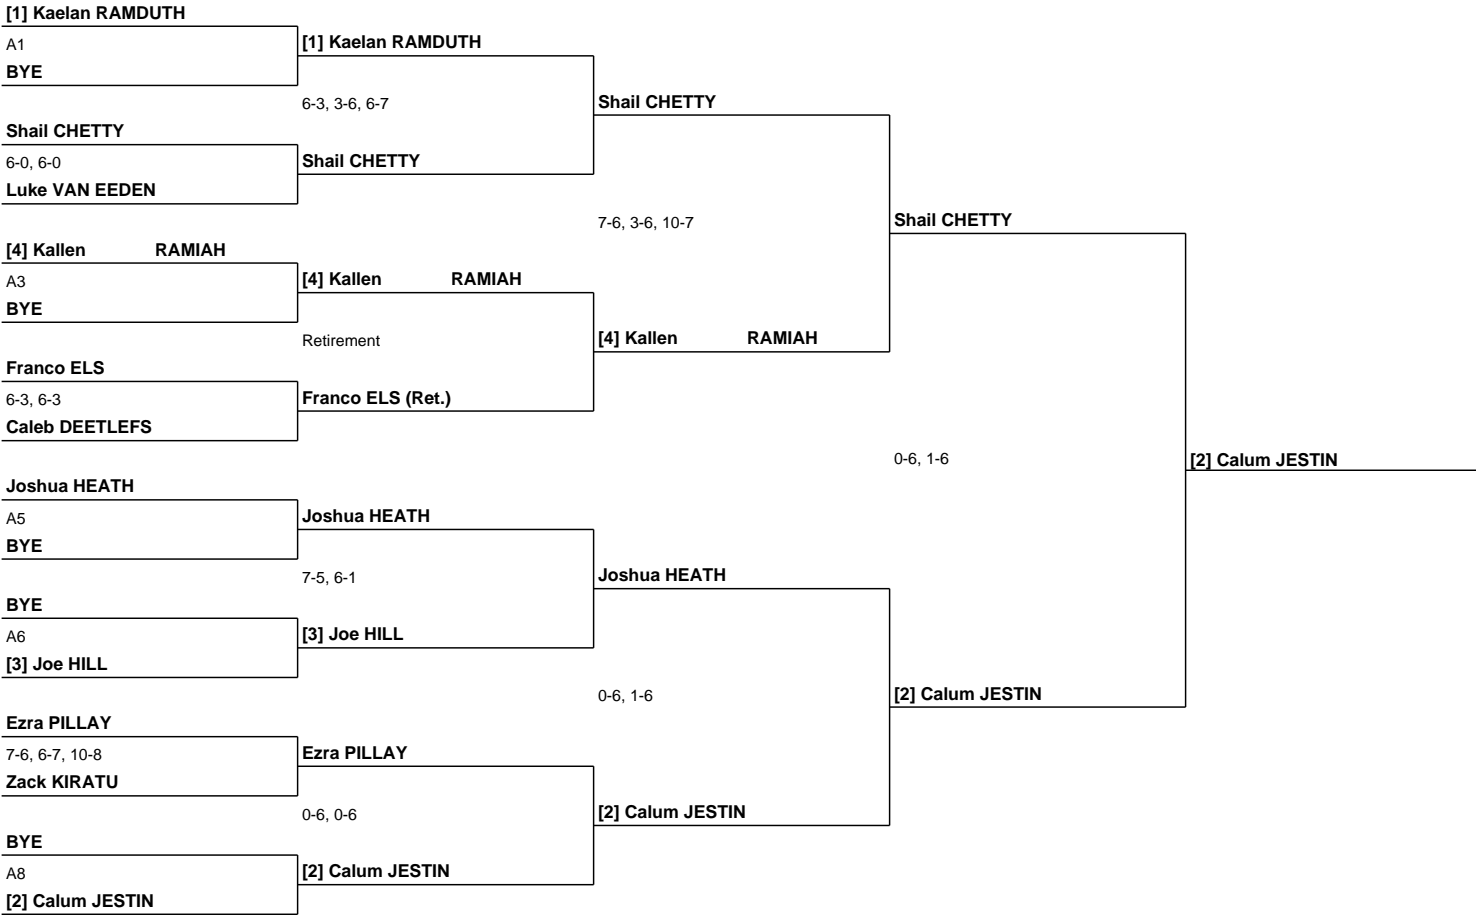 [1] Kaelan RAMDUTH
A1
BYE
Shail CHETTY
6-0, 6-0
Luke VAN EEDEN
[4] Kallen RAMIAH
A3
BYE
Franco ELS
6-3, 6-3
Caleb DEETLEFS
Joshua HEATH
A5
BYE
BYE
A6
[3] Joe HILL
Ezra PILLAY
7-6, 6-7, 10-8
Zack KIRATU
BYE
A8
[2] Calum JESTIN
[1] Kaelan RAMDUTH
6-3, 3-6, 6-7
Shail CHETTY
[4] Kallen RAMIAH
Retirement
Franco ELS (Ret.)
Joshua HEATH
7-5, 6-1
[3] Joe HILL
Ezra PILLAY
0-6, 0-6
[2] Calum JESTIN
Shail CHETTY
7-6, 3-6, 10-7
[4] Kallen RAMIAH
Joshua HEATH
0-6, 1-6
[2] Calum JESTIN
Shail CHETTY
0-6, 1-6
[2] Calum JESTIN
[2] Calum JESTIN